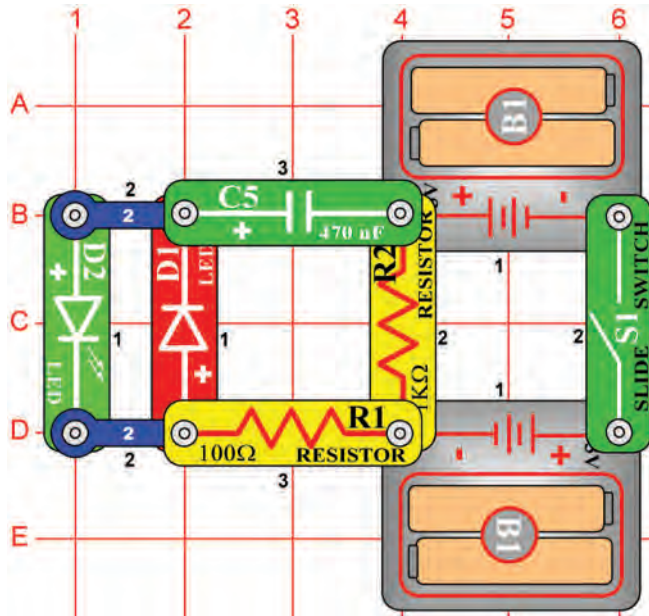 1 2 3 4 5 6
A
B1
3
2
C5
+ -
B
2
+
470 uF
D2
+
D1
LED
R2
RESISTOR
1KΩ
1
C
1
1
2
2
S1
SLIDE SWITCH
LED
+
1
D
2
R1
100Ω
RESISTOR
- +
2
3
B1
E